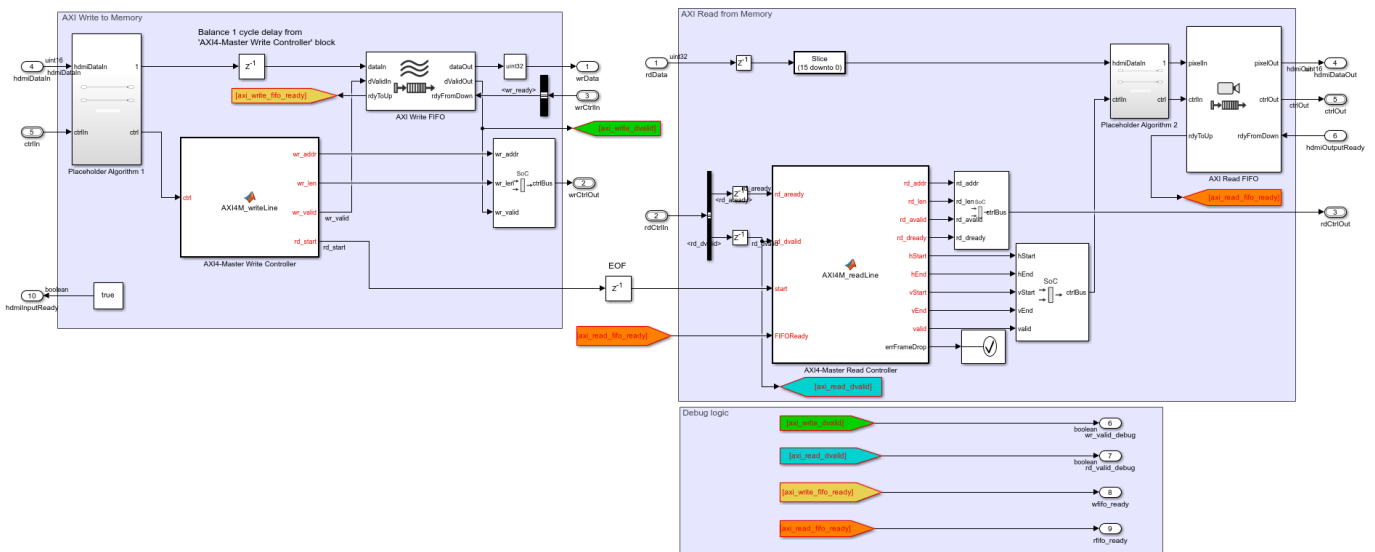 AXI Write to Memory
Balance 1 cycle delay from
'AXI4-Master Write Controller' block
4
hdmiDataIn
uint16
hdmiDataIn
hdmiDataIn
1
ctrlIn
ctrl
Placeholder Algorithm 1
5
ctrlIn
z-1
dataIn
dataOut
dValidIn
dValidOut
rdyToUp
rdyFromDown
AXI Write FIFO
uint32
1
wrData
<wr_ready>
3
wrCtrlIn
[axi_write_fifo_ready]
[axi_write_dvalid]
ctrl
AXI4M_writeLine
wr_addr
wr_len
wr_valid
rd_start
AXI4-Master Write Controller
wr_valid
rd_start
wr_addr
wr_len
wr_valid
SoC
ctrlBus
2
wrCtrlOut
10
boolean
hdmiInputReady
true
EOF
z-1
[axi_read_fifo_ready]
AXI Read from Memory
1
rdData
uint32
z-1
Slice
(15 downto 0)
hdmiDataIn
1
ctrlIn
ctrl
Placeholder Algorithm 2
pixelIn
pixelOut
ctrlIn
ctrlOut
rdyToUp
rdyFromDown
AXI Read FIFO
4
hdmiDataOut
5
ctrlOut
ctrlOut
6
hdmiOutputReady
[axi_read_fifo_ready]
2
rdCtrlIn
<rd_aready>
<rd_dvalid>
z-1
z-1
rd_aready
rd_dvalid
rd_aready
rd_dvalid
start
FIFOReady
AXI4M_readLine
rd_addr
rd_len
rd_avalid
rd_dready
hStart
hEnd
vStart
vEnd
valid
errFrameDrop
AXI4-Master Read Controller
rd_addr
rd_len
rd_avalid
rd_dready
SoC
ctrlBus
3
rdCtrlOut
hStart
hEnd
vStart
vEnd
valid
SoC
ctrlBus
[axi_read_dvalid]
Debug logic
[axi_write_dvalid]
6
boolean
wr_valid_debug
[axi_read_dvalid]
7
boolean
rd_valid_debug
[axi_write_fifo_ready]
8
wfifo_ready
[axi_read_fifo_ready]
9
rfifo_ready